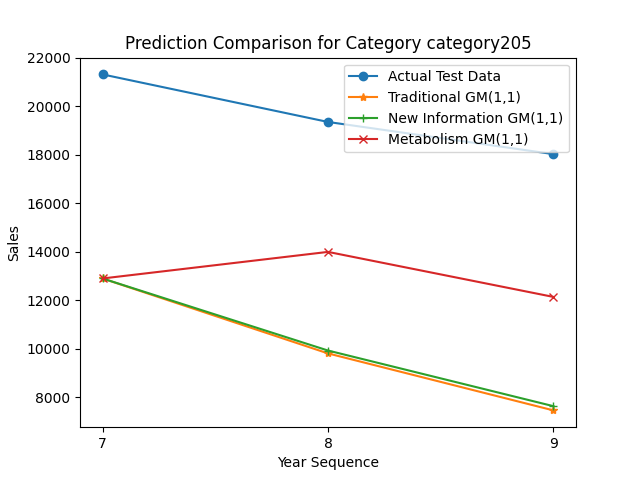 Prediction Comparison for Category category205
22000
20000
18000
16000
14000
12000
10000
8000
Sales
Actual Test Data
Traditional GM(1,1)
New Information GM(1,1)
Metabolism GM(1,1)
7
8
9
Year Sequence